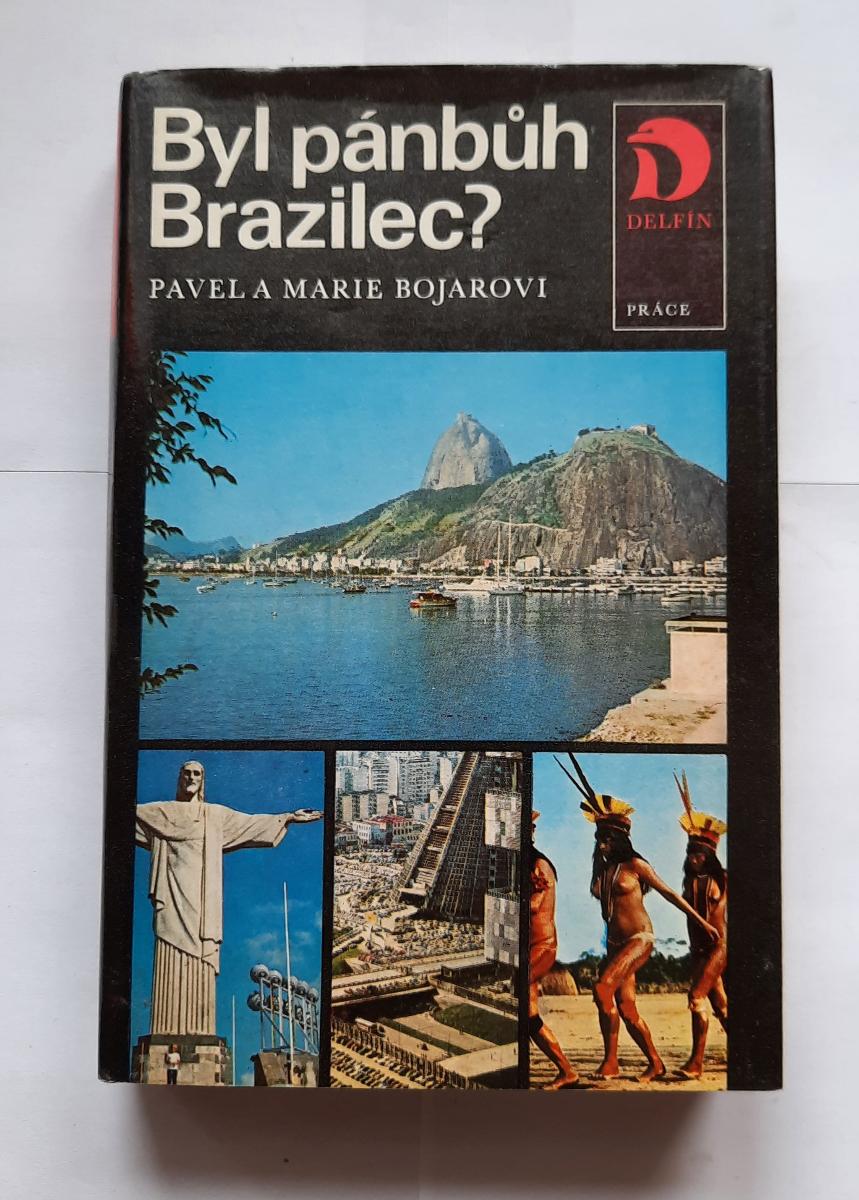 Byl pánbůh
Brazilec?
PAVEL A MARIE BOJAROVI
DELFÍN
PRÁCE